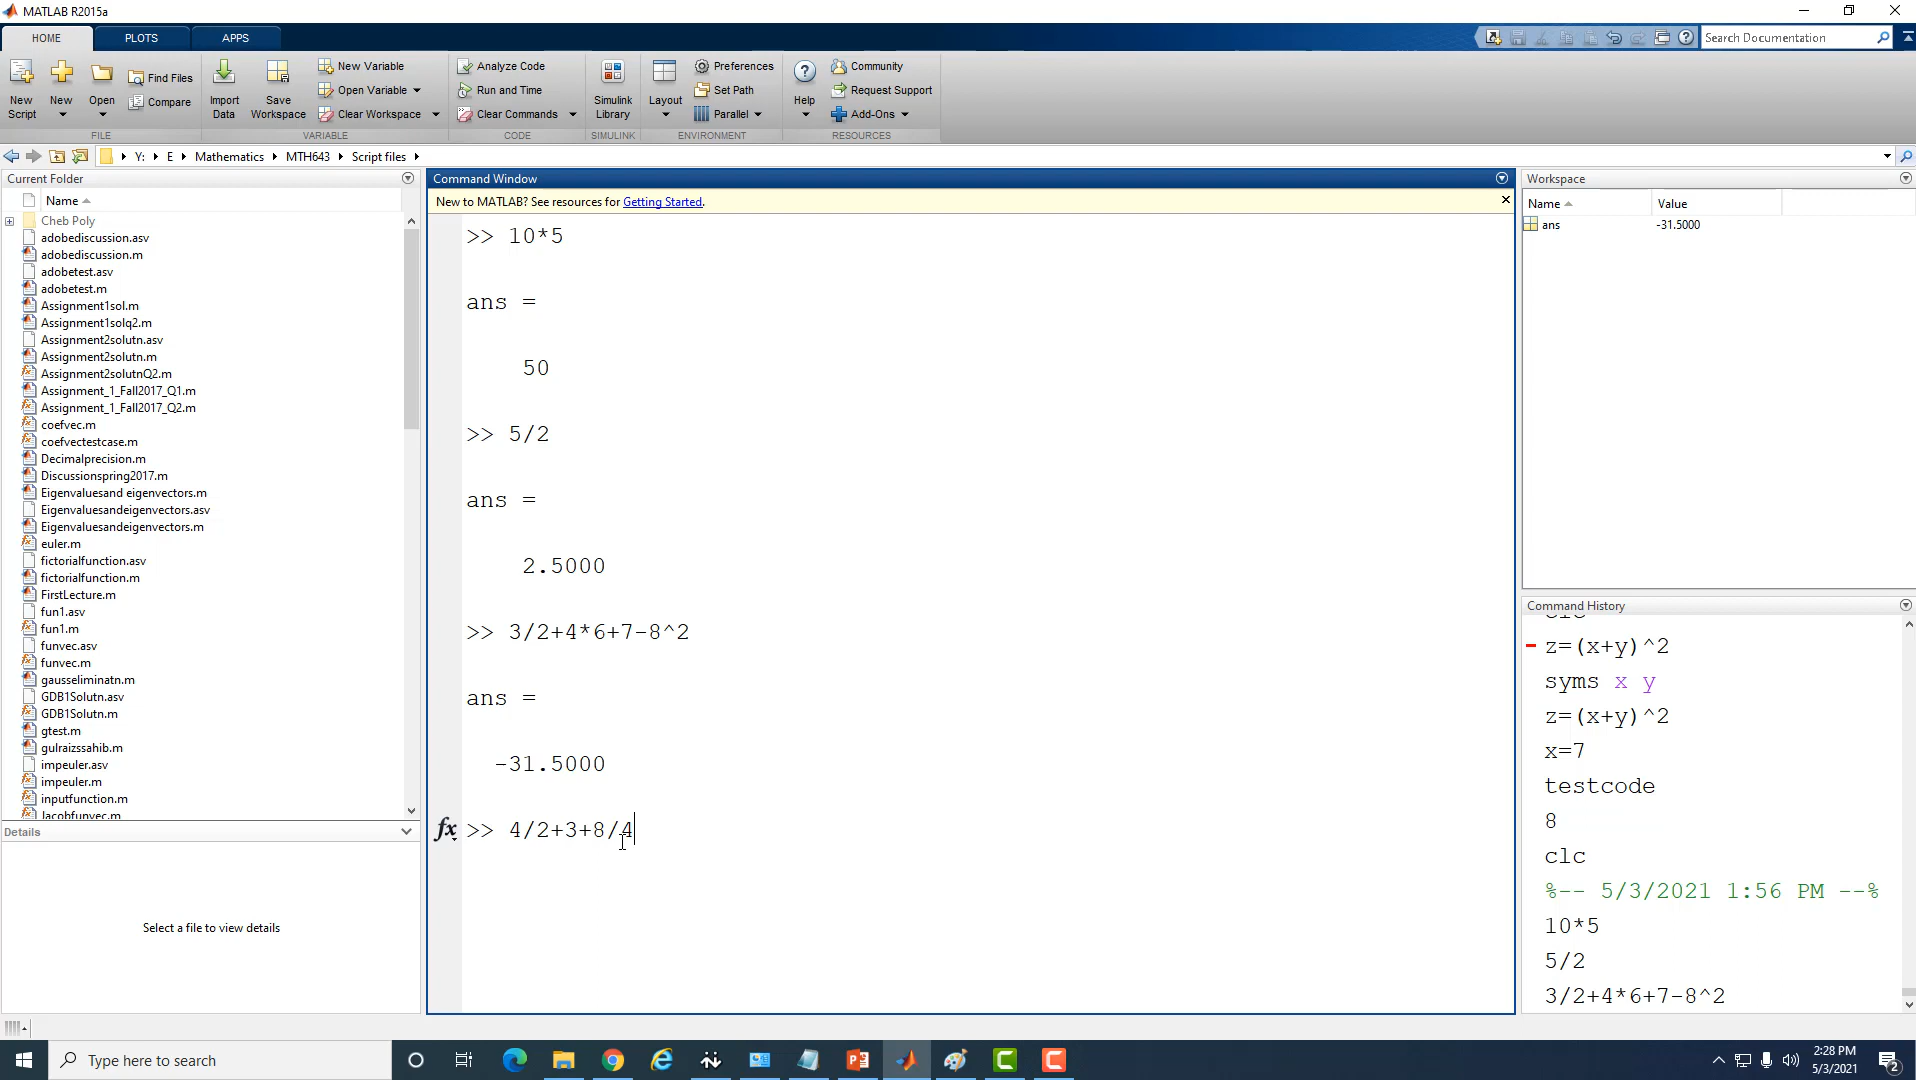 MATLAB R2015a
HOME PLOTS APPS
Search Documentation
New Script
New
Open
Find Files
Compare
Import Data
Save Workspace
New Variable
Open Variable
Clear Workspace
Analyze Code
Run and Time
Clear Commands
Simulink Library
Layout
Preferences
Set Path
Parallel
Help
Community
Request Support
Add-Ons
FILE VARIABLE CODE SIMULINK ENVIRONMENT RESOURCES
Y: E Mathematics MTH643 Script files
Current Folder
Name
Cheb Poly
adobediscussion.asv
adobediscussion.m
adobetest.asv
adobetest.m
Assignment1sol.m
Assignment1solq2.m
Assignment2solutn.asv
Assignment2solutn.m
Assignment2solutnQ2.m
Assignment_1_Fall2017_Q1.m
Assignment_1_Fall2017_Q2.m
coefvec.m
coefvectestcase.m
Decimalprecision.m
Discussionspring2017.m
Eigenvaluesand eigenvectors.m
Eigenvaluesandeigenvectors.asv
Eigenvaluesandeigenvectors.m
euler.m
fictorialfunction.asv
fictorialfunction.m
FirstLecture.m
fun1.asv
fun1.m
funvec.asv
funvec.m
gausseliminatn.m
GDB1Solutn.asv
GDB1Solutn.m
gtest.m
gulraizssahib.m
impeuler.asv
impeuler.m
inputfunction.m
Jacobfunvec.m
Details
Select a file to view details
Command Window
New to MATLAB? See resources for Getting Started.
>> 10*5
ans =
50
>> 5/2
ans =
2.5000
>> 3/2+4*6+7-8^2
ans =
-31.5000
fx >> 4/2+3+8/4
Workspace
Name Value
ans -31.5000
Command History
clc
z=(x+y)^2
syms x y
z=(x+y)^2
x=7
testcode
8
clc
%-- 5/3/2021 1:56 PM --%
10*5
5/2
3/2+4*6+7-8^2
Type here to search
2:28 PM
5/3/2021
2